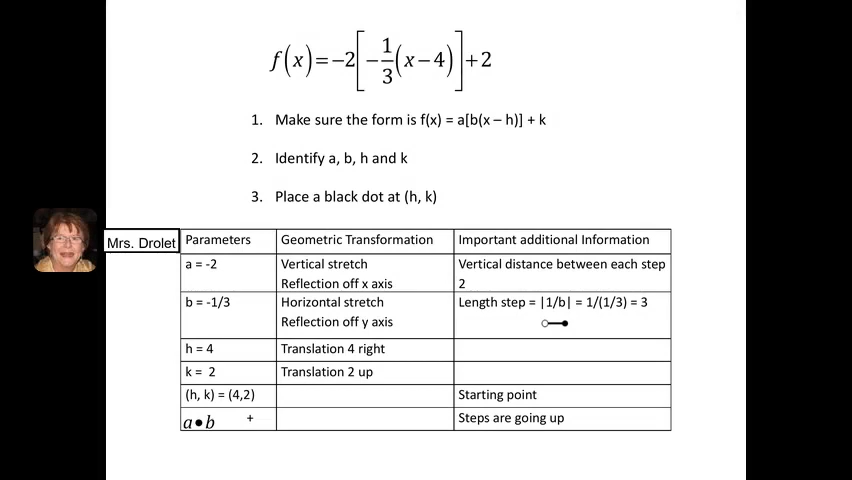 f(x)=−2[−1/3(x−4)]+2
1. Make sure the form is f(x) = a[b(x – h)] + k
2. Identify a, b, h and k
3. Place a black dot at (h, k)
Mrs. Drolet
Parameters Geometric Transformation Important additional Information
a = -2 Vertical stretch Vertical distance between each step
Reflection off x axis 2
b = -1/3 Horizontal stretch Length step = |1/b| = 1/(1/3) = 3
Reflection off y axis
h = 4 Translation 4 right
k = 2 Translation 2 up
(h, k) = (4,2) Starting point
a•b + Steps are going up